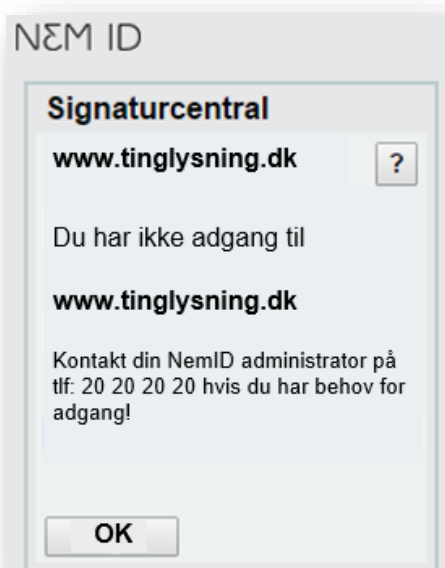 NEM ID
Signaturcentral
www.tinglysning.dk
?
Du har ikke adgang til
www.tinglysning.dk
Kontakt din NemID administrator på
tlf: 20 20 20 20 hvis du har behov for
adgang!
OK